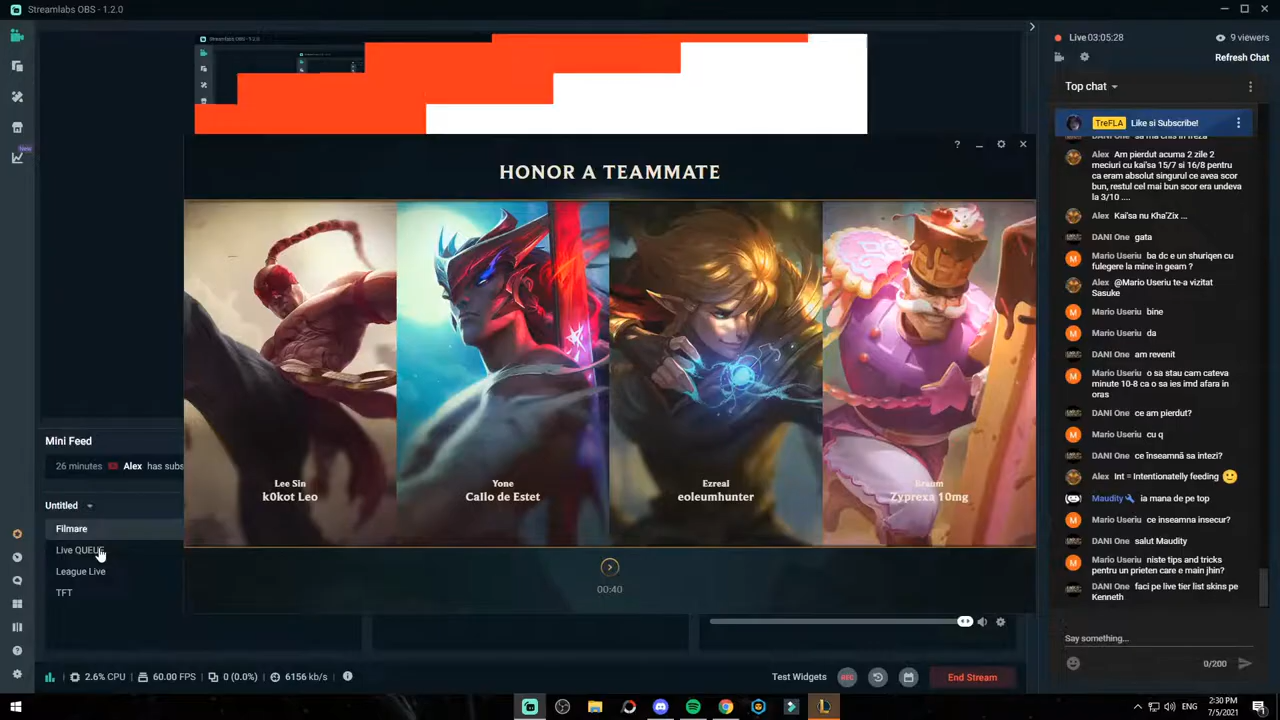 Streamlabs OBS - 1.2.0
Live 03:05:28
9 viewers
Refresh Chat
Top chat
TreFLA Like si Subscribe!
Alex Am pierdut acuma 2 zile 2
meciuri cu kai'sa 15/7 si 16/8 pentru
ca eram absolut singurul ce avea scor
bun, restul cel mai bun scor era undeva
la 3/10 ....
Alex Kai'sa nu Kha'Zix ...
DANI One gata
Mario Useriu ba dc e un shuriqen cu
fulegere la mine in geam ?
Alex @Mario Useriu te-a vizitat
Sasuke
Mario Useriu bine
Mario Useriu da
DANI One am revenit
Mario Useriu o sa stau cam cateva
minute 10-8 ca o sa ies imd afara in
oras
DANI One ce am pierdut?
Mario Useriu cu q
DANI One ce înseamnă sa intezi?
Alex Int = Intentionatelly feeding
Maudity ia mana de pe top
Mario Useriu ce inseamna insecur?
DANI One salut Maudity
Mario Useriu niste tips and tricks
pentru un prieten care e main jhin?
DANI One faci pe live tier list skins pe
Kenneth
Say something...
0/200
New
HONOR A TEAMMATE
Lee Sin
k0kot Leo
Yone
Callo de Estet
Ezreal
eoleumhunter
Braum
Zyprexa 10mg
00:40
Mini Feed
26 minutes Alex has subs
Untitled
Filmare
Live QUEUE
League Live
TFT
2.6% CPU
60.00 FPS
0 (0.0%)
6156 kb/s
Test Widgets
REC
End Stream
ENG
2:30 PM
7/5/2021